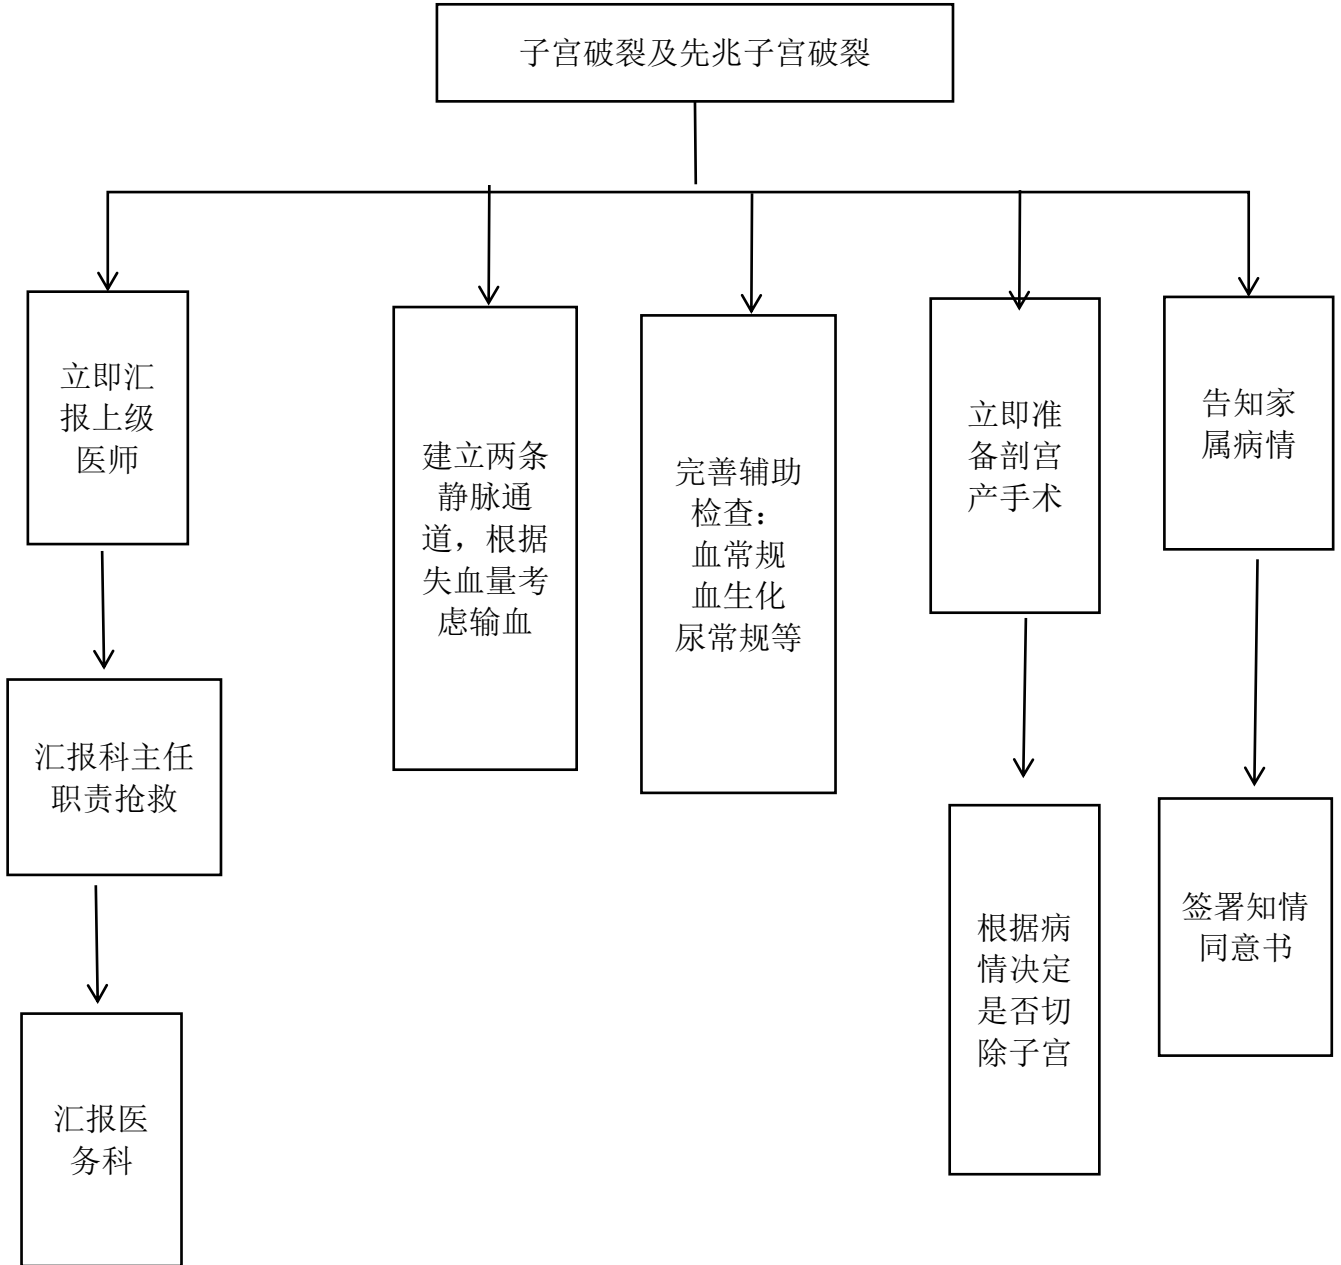 子宫破裂及先兆子宫破裂
立即汇
报上级
医师
建立两条
静脉通
道，根据
失血量考
虑输血
完善辅助
检查：
血常规
血生化
尿常规等
立即准
备剖宫
产手术
告知家
属病情
汇报科主任
职责抢救
根据病
情决定
是否切
除子宫
签署知情
同意书
汇报医
务科